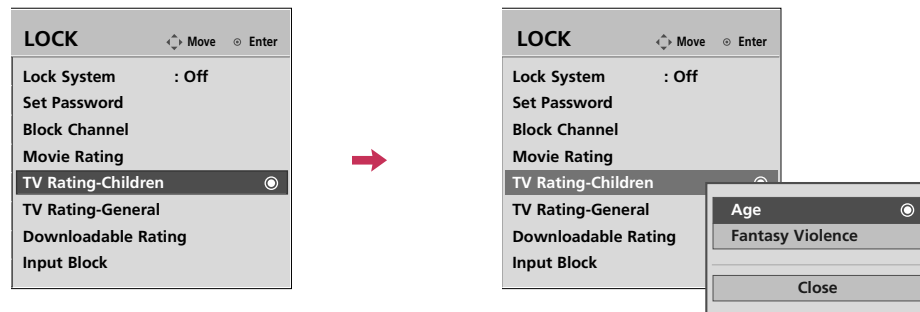 LOCK Move Enter
Lock System : Off
Set Password
Block Channel
Movie Rating
TV Rating-Children
TV Rating-General
Downloadable Rating
Input Block
LOCK Move Enter
Lock System : Off
Set Password
Block Channel
Movie Rating
TV Rating-Children
TV Rating-General
Downloadable Rating
Input Block
Age
Fantasy Violence
Close